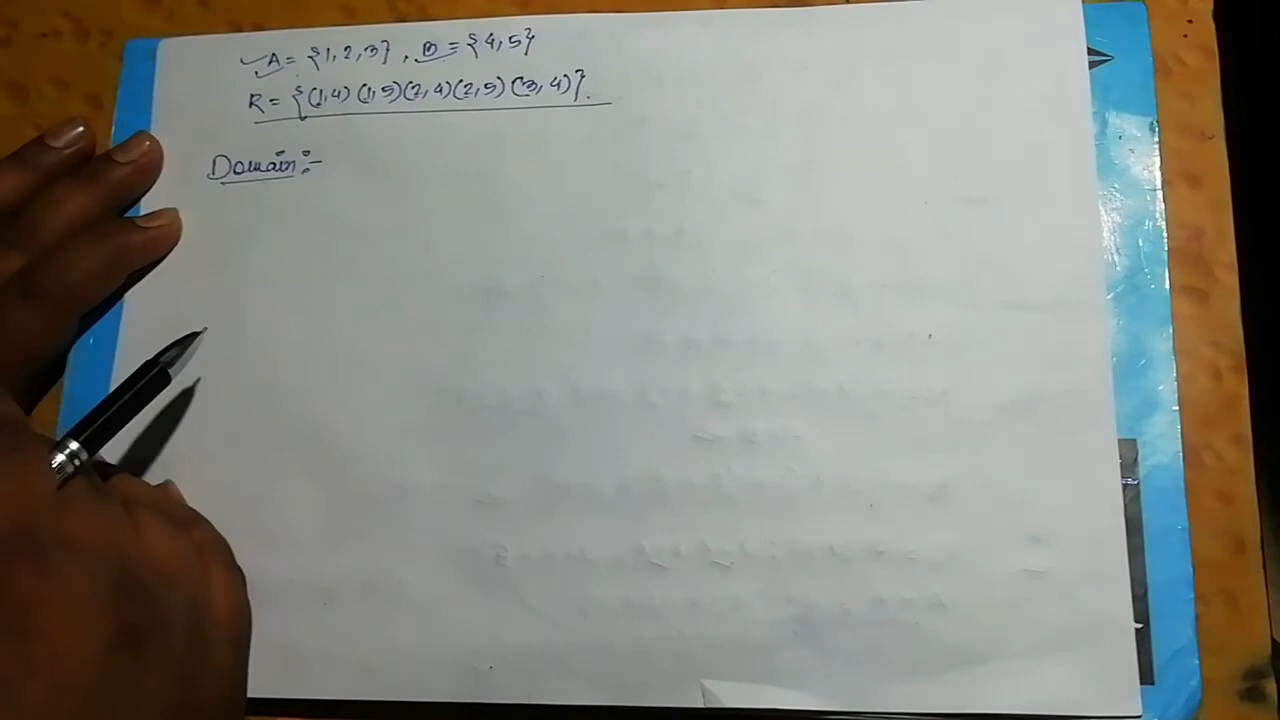 A = {1, 2, 3} , B = {4, 5}
R = {(1, 4) (1, 5) (2, 4) (2, 5) (3, 4)}.
Domain :-